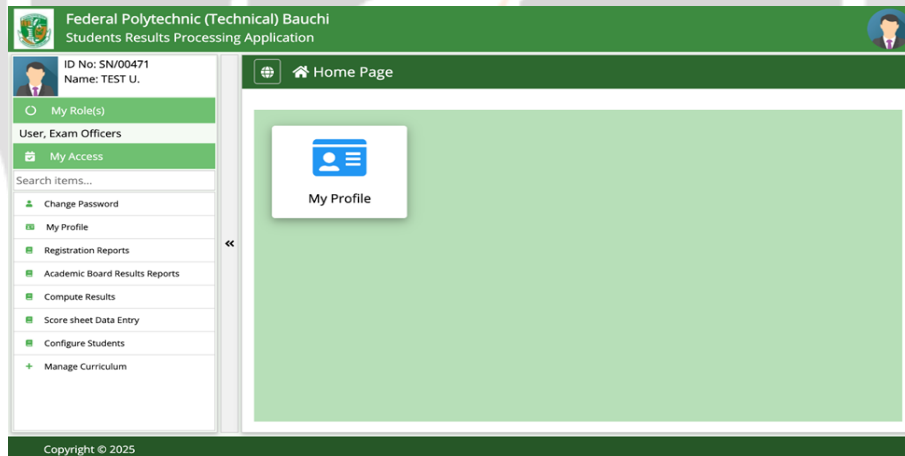 Federal Polytechnic (Technical) Bauchi
Students Results Processing Application
ID No: SN/00471
Name: TEST U.
My Role(s)
User, Exam Officers
My Access
Search items...
Change Password
My Profile
Registration Reports
Academic Board Results Reports
Compute Results
Score sheet Data Entry
Configure Students
Manage Curriculum
«
Home Page
My Profile
Copyright © 2025